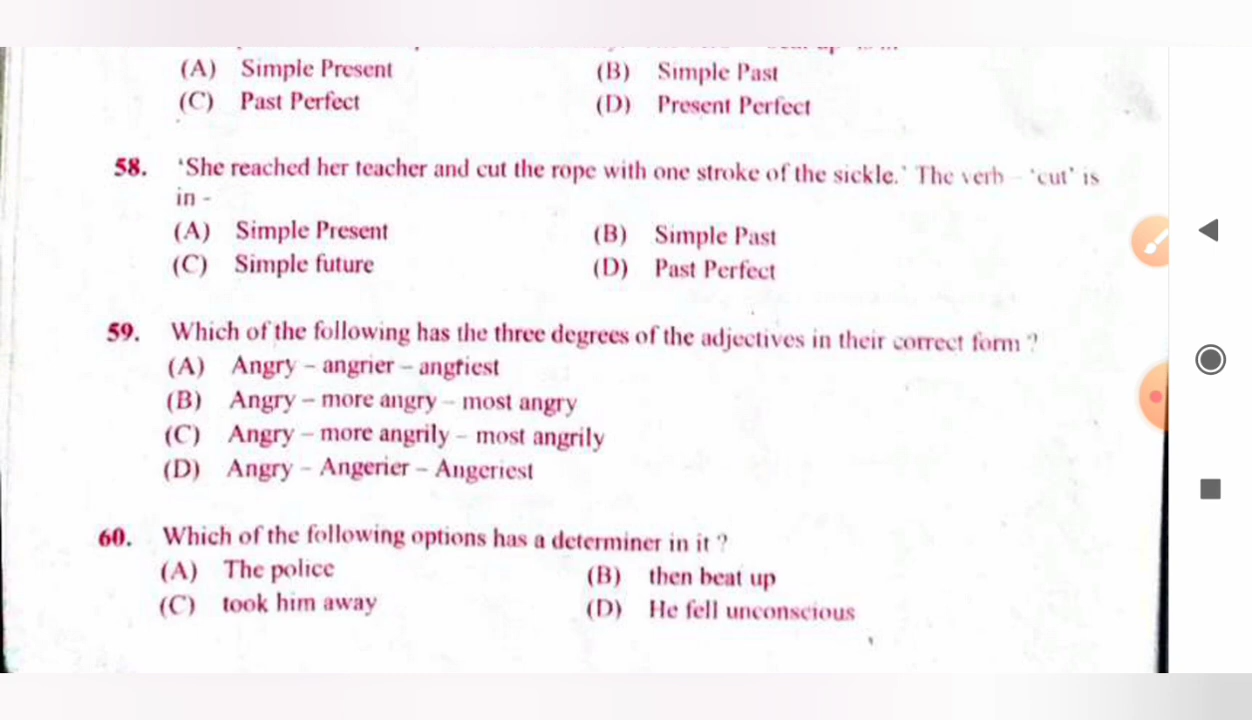 (A) Simple Present (B) Simple Past
(C) Past Perfect (D) Present Perfect
58. 'She reached her teacher and cut the rope with one stroke of the sickle.' The verb – 'cut' is
in -
(A) Simple Present (B) Simple Past
(C) Simple future (D) Past Perfect
59. Which of the following has the three degrees of the adjectives in their correct form ?
(A) Angry – angrier – angriest
(B) Angry – more angry – most angry
(C) Angry – more angrily – most angrily
(D) Angry – Angerier – Angeriest
60. Which of the following options has a determiner in it ?
(A) The police (B) then beat up
(C) took him away (D) He fell unconscious